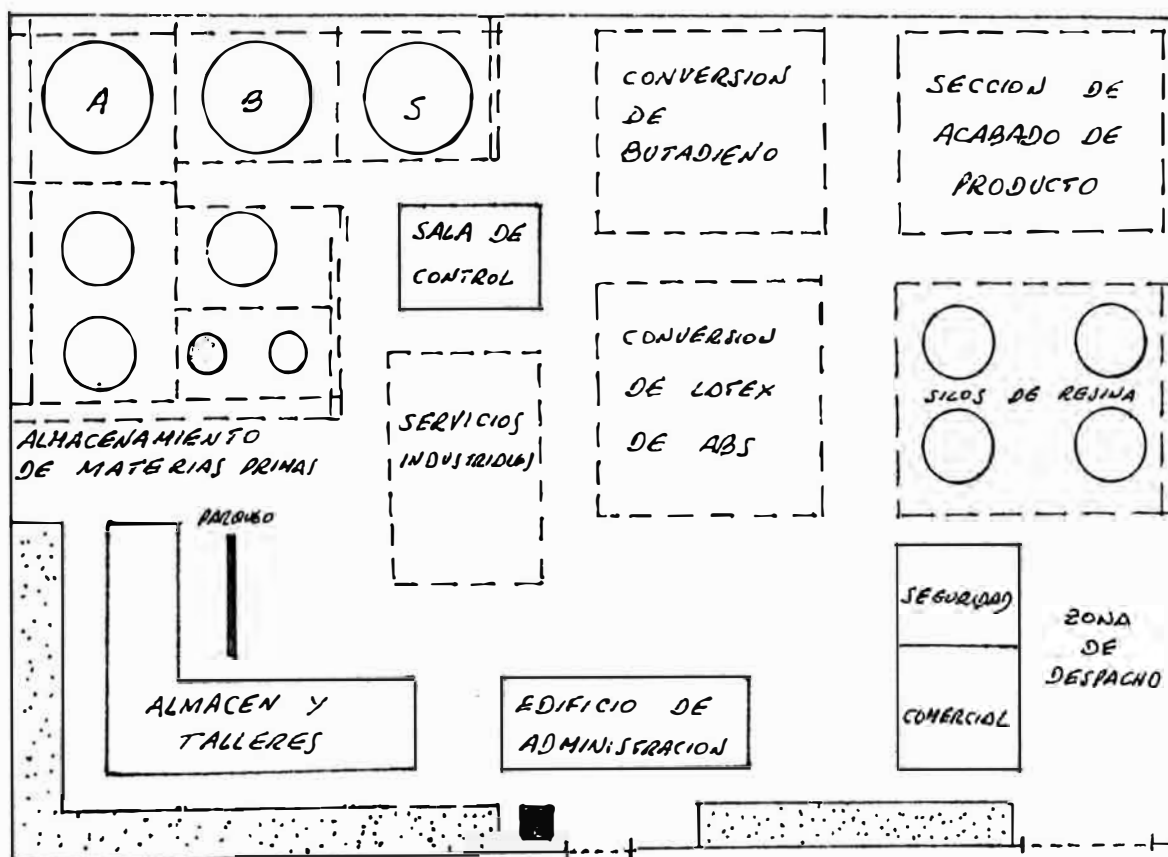 A
B
S
CONVERSION
DE
BUTADIENO
SECCION DE
ACABADO DE
PRODUCTO
SALA DE
CONTROL
CONVERSION
DE LATEX
DE ABS
SILOS DE RESINA
SERVICIOS
INDUSTRIALES
ALMACENAMIENTO
DE MATERIAS PRIMAS
PARQUEO
SEGURIDAD
COMERCIAL
ZONA
DE
DESPACHO
ALMACEN Y
TALLERES
EDIFICIO DE
ADMINISTRACION